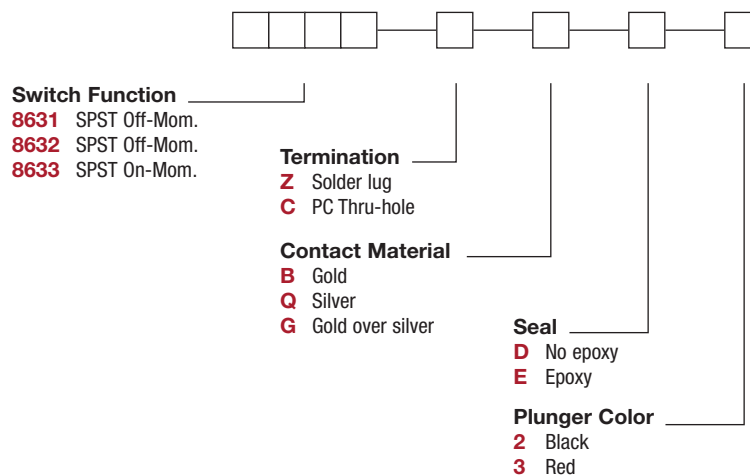 Switch Function
8631 SPST Off-Mom.
8632 SPST Off-Mom.
8633 SPST On-Mom.
Termination
Z Solder lug
C PC Thru-hole
Contact Material
B Gold
Q Silver
G Gold over silver
Seal
D No epoxy
E Epoxy
Plunger Color
2 Black
3 Red